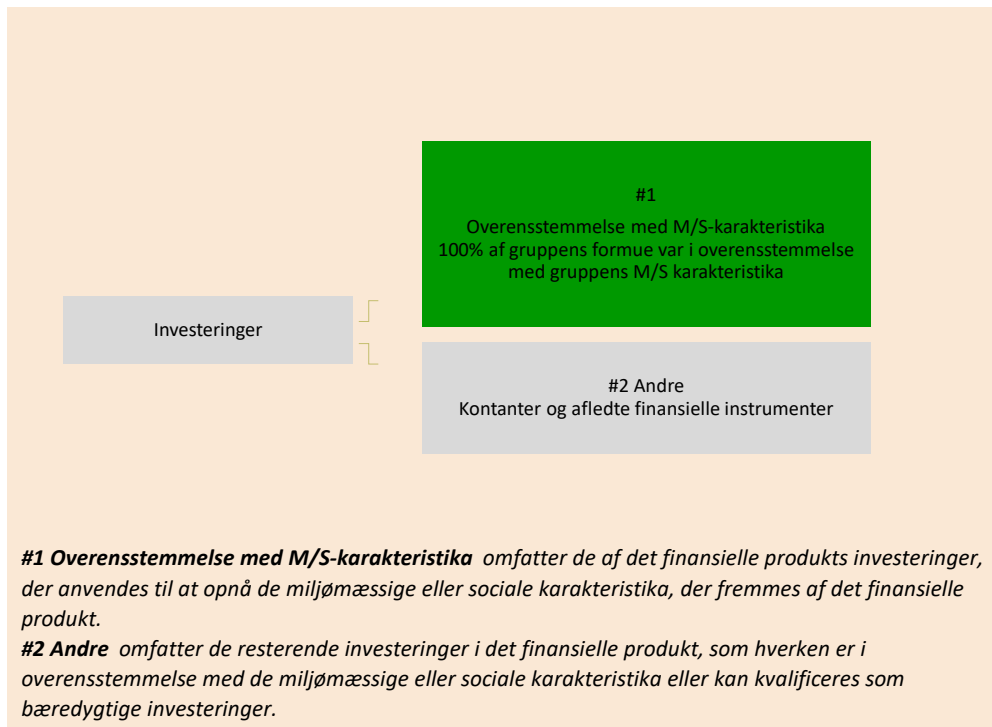 #1
Overensstemmelse med M/S-karakteristika
100% af gruppens formue var i overensstemmelse
med gruppens M/S karakteristika
Investeringer
#2 Andre
Kontanter og afledte finansielle instrumenter
#1 Overensstemmelse med M/S-karakteristika omfatter de af det finansielle produkts investeringer,
der anvendes til at opnå de miljømæssige eller sociale karakteristika, der fremmes af det finansielle
produkt.
#2 Andre omfatter de resterende investeringer i det finansielle produkt, som hverken er i
overensstemmelse med de miljømæssige eller sociale karakteristika eller kan kvalificeres som
bæredygtige investeringer.